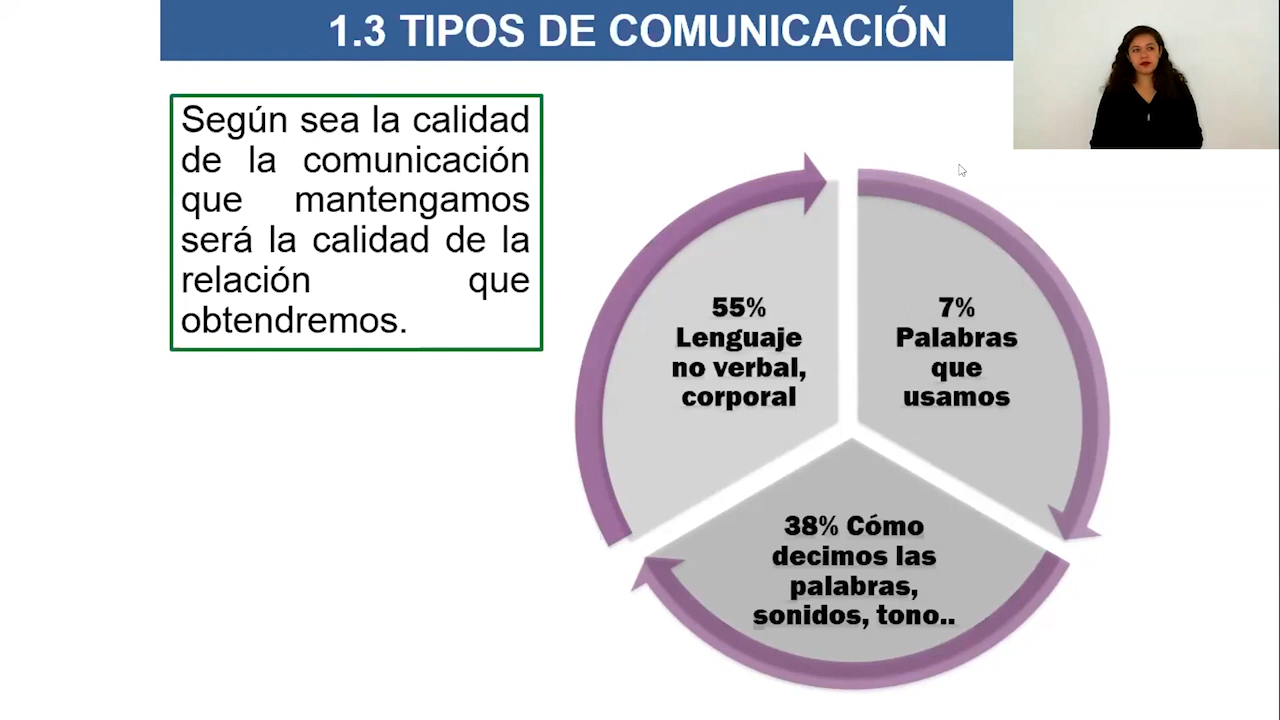 1.3 TIPOS DE COMUNICACIÓN
Según sea la calidad
de la comunicación
que mantengamos
será la calidad de la
relación que
obtendremos.
55%
Lenguaje
no verbal,
corporal
7%
Palabras
que
usamos
38% Cómo
decimos las
palabras,
sonidos, tono..